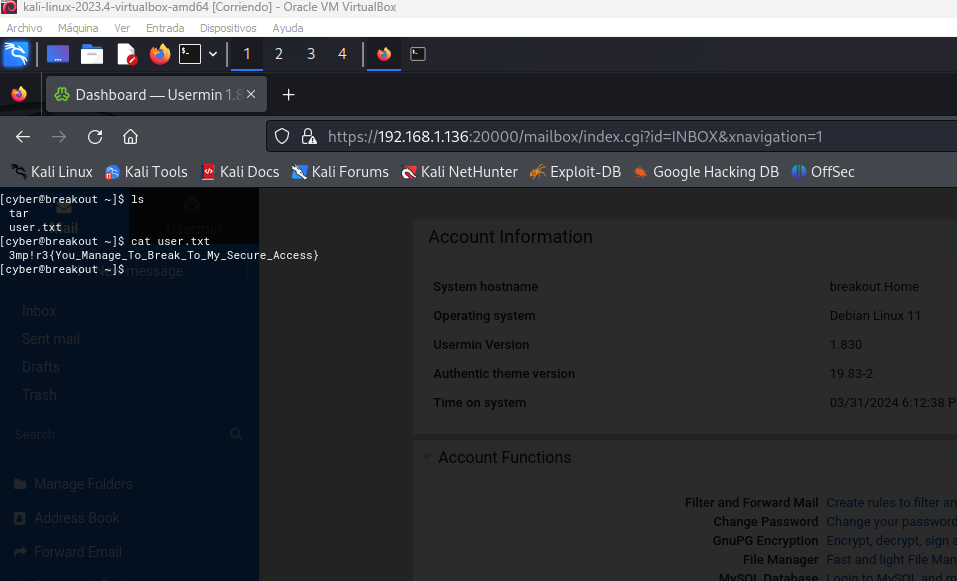 kali-linux-2023.4-virtualbox-amd64 [Corriendo] - Oracle VM VirtualBox
Archivo Máquina Ver Entrada Dispositivos Ayuda
1 2 3 4
Dashboard — Usermin 1.8
https://192.168.1.136:20000/mailbox/index.cgi?id=INBOX&xnavigation=1
Kali Linux Kali Tools Kali Docs Kali Forums Kali NetHunter Exploit-DB Google Hacking DB OffSec
[cyber@breakout ~]$ ls
tar
user.txt
[cyber@breakout ~]$ cat user.txt
3mp!r3{You_Manage_To_Break_To_My_Secure_Access}
[cyber@breakout ~]$
Mail Usermin
message
Inbox
Sent mail
Drafts
Trash
Search
Manage Folders
Address Book
Forward Email
Account Information
System hostname breakout.Home
Operating system Debian Linux 11
Usermin Version 1.830
Authentic theme version 19.83-2
Time on system 03/31/2024 6:12:38 P
Account Functions
Filter and Forward Mail Create rules to filter an
Change Password Change your password
GnuPG Encryption Encrypt, decrypt, sign a
File Manager Fast and light File Man
MySQL Database Login to MySQL and m